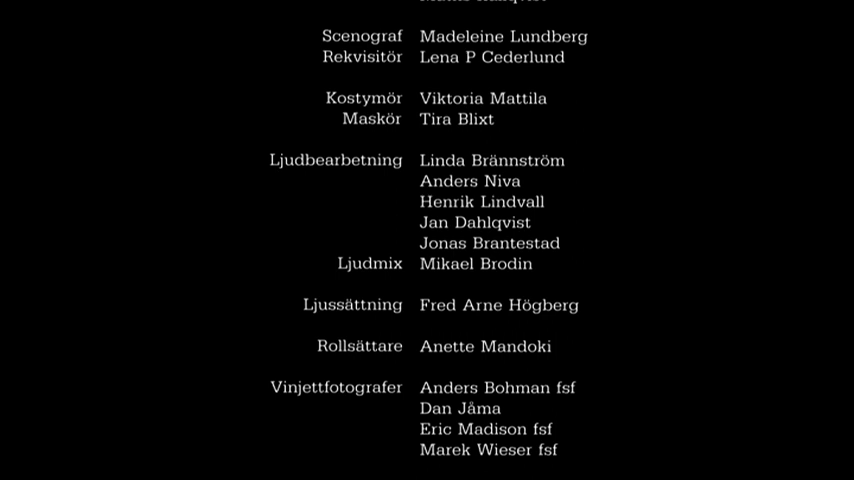 Scenograf Madeleine Lundberg
Rekvisitör Lena P Cederlund
Kostymör Viktoria Mattila
Maskör Tira Blixt
Ljudbearbetning Linda Brännström
Anders Niva
Henrik Lindvall
Jan Dahlqvist
Jonas Brantestad
Ljudmix Mikael Brodin
Ljussättning Fred Arne Högberg
Rollsättare Anette Mandoki
Vinjettfotografer Anders Bohman fsf
Dan Jåma
Eric Madison fsf
Marek Wieser fsf